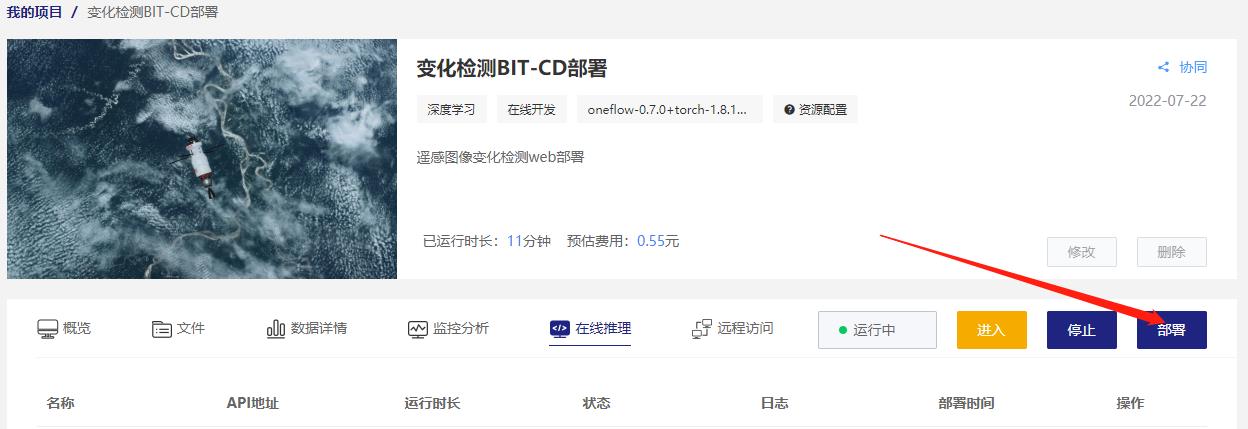 我的项目 / 变化检测BIT-CD部署
变化检测BIT-CD部署
协同
深度学习 在线开发 oneflow-0.7.0+torch-1.8.1... 资源配置
2022-07-22
遥感图像变化检测web部署
已运行时长：11分钟 预估费用：0.55元
修改 删除
概览 文件 数据详情 监控分析 在线推理 远程访问 运行中 进入 停止 部署
名称 API地址 运行时长 状态 日志 部署时间 操作